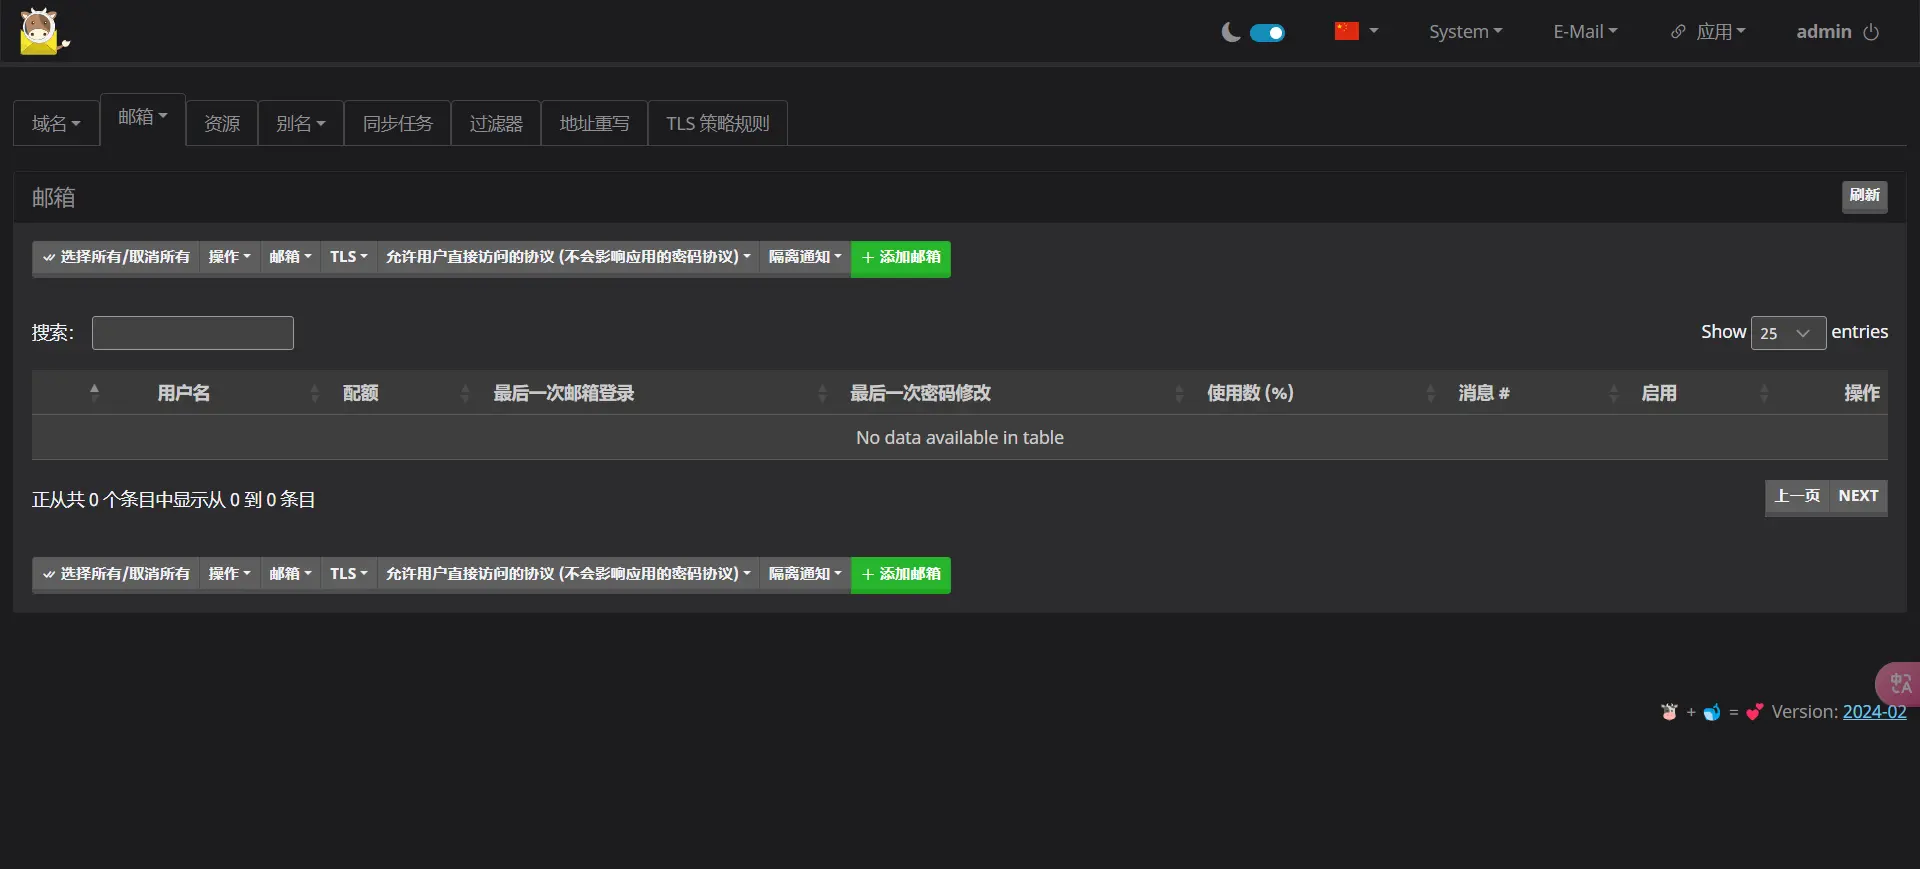 System E-Mail 应用 admin
域名 邮箱 资源 别名 同步任务 过滤器 地址重写 TLS 策略规则
邮箱 刷新
选择所有/取消所有 操作 邮箱 TLS 允许用户直接访问的协议 (不会影响应用的密码协议) 隔离通知 + 添加邮箱
搜索: Show 25 entries
用户名 配额 最后一次邮箱登录 最后一次密码修改 使用数 (%) 消息 # 启用 操作
No data available in table
正从共 0 个条目中显示从 0 到 0 条目 上一页 NEXT
选择所有/取消所有 操作 邮箱 TLS 允许用户直接访问的协议 (不会影响应用的密码协议) 隔离通知 + 添加邮箱
中 A
🐮 + 🐋 = 💕 Version: 2024-02